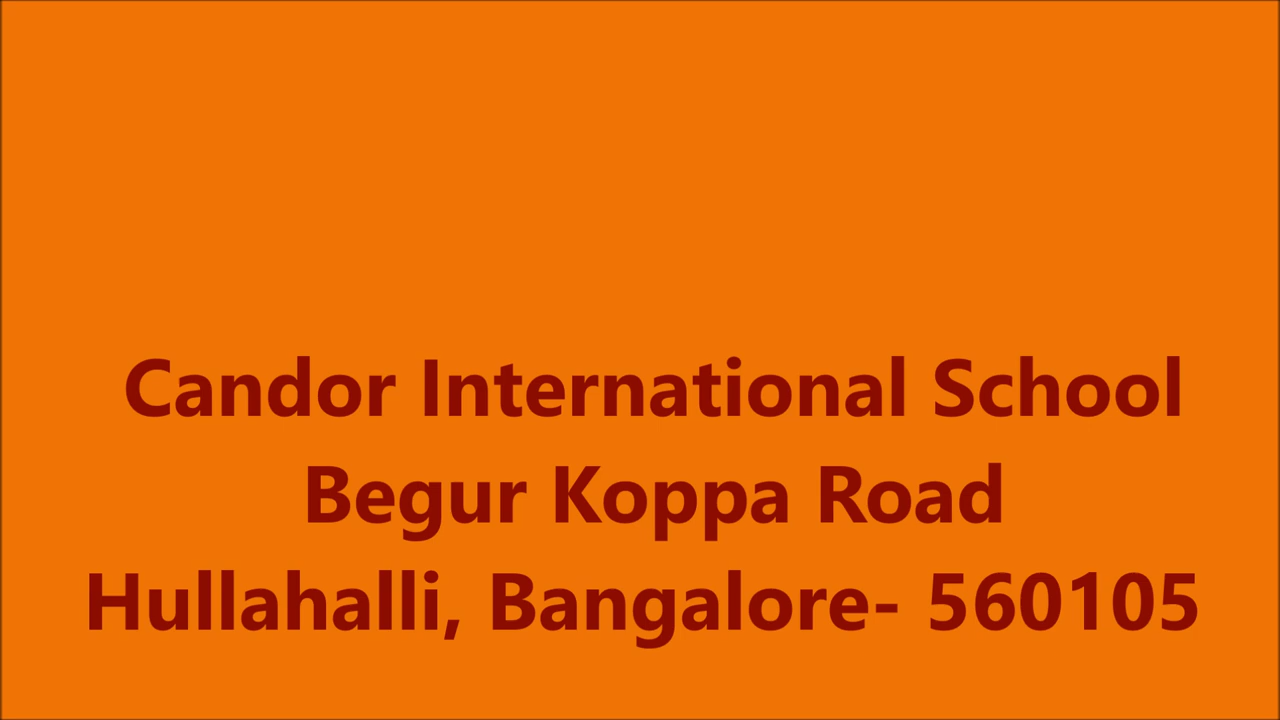 Candor International School
Begur Koppa Road
Hullahalli, Bangalore- 560105